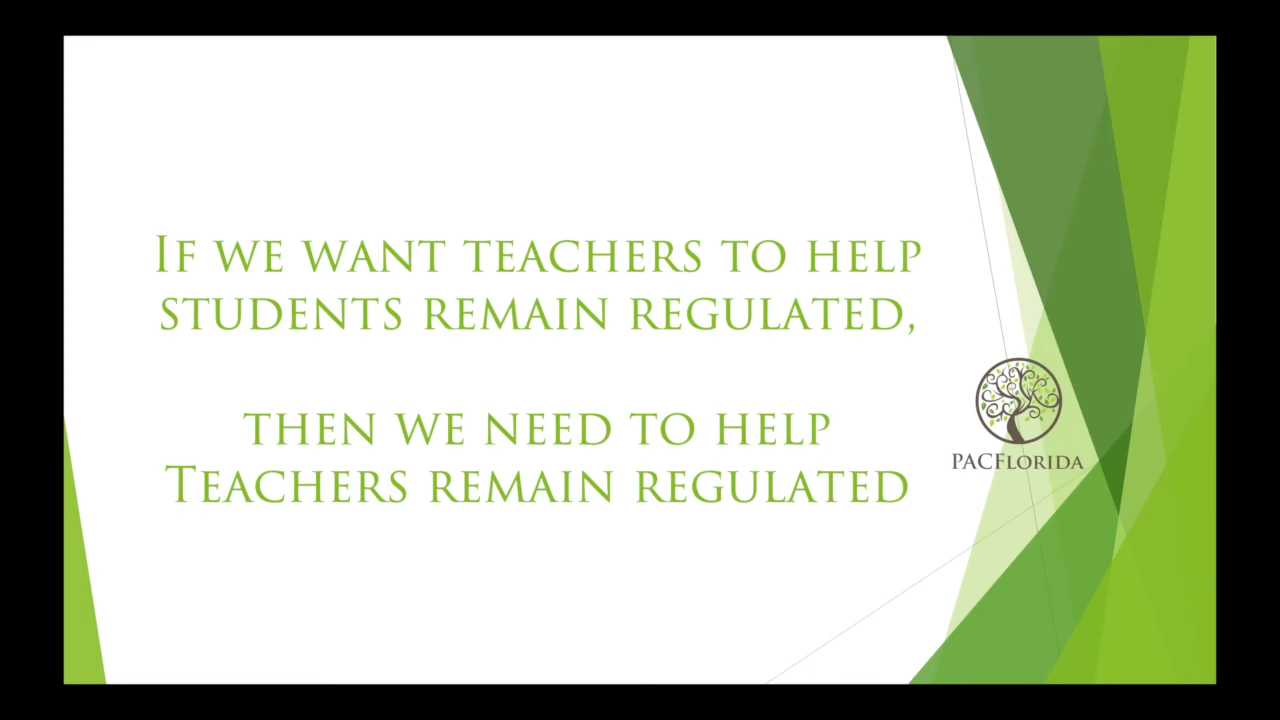 If we want teachers to help
students remain regulated,
then we need to help
Teachers remain regulated
PACFlorida